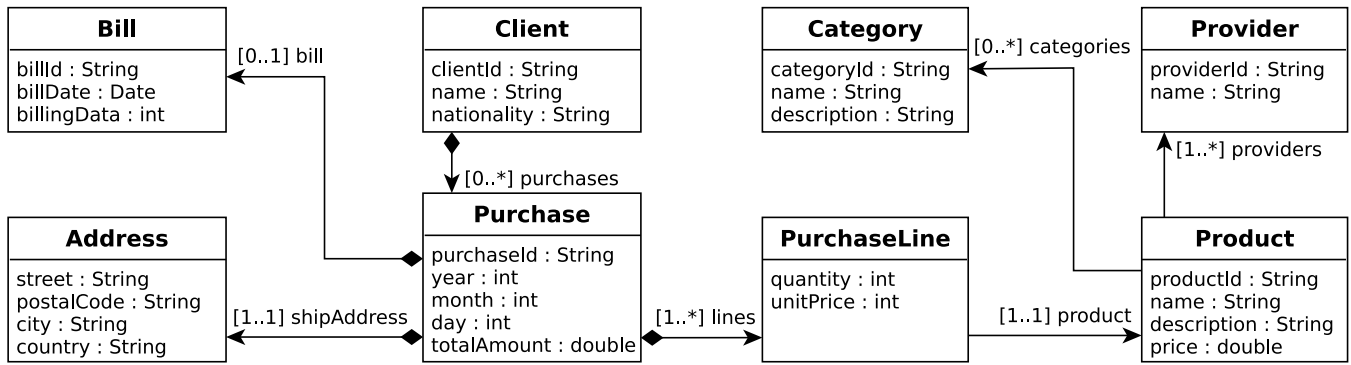 Bill
billId : String
billDate : Date
billingData : int
[0..1] bill
Client
clientId : String
name : String
nationality : String
[0..*] purchases
Category
categoryId : String
name : String
description : String
[0..*] categories
Provider
providerId : String
name : String
[1..*] providers
Address
street : String
postalCode : String
city : String
country : String
[1..1] shipAddress
Purchase
purchaseId : String
year : int
month : int
day : int
totalAmount : double
[1..*] lines
PurchaseLine
quantity : int
unitPrice : int
[1..1] product
Product
productId : String
name : String
description : String
price : double